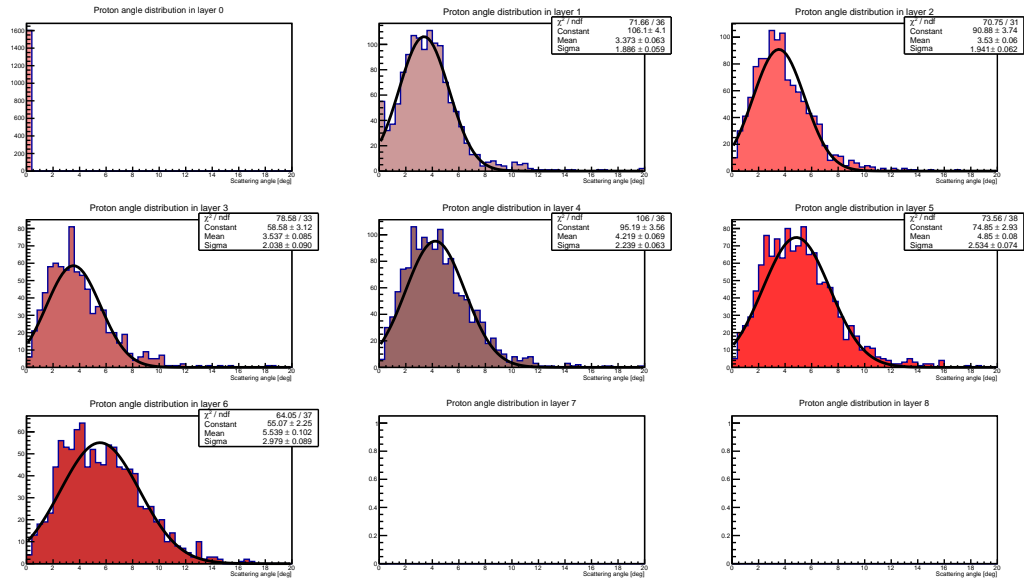 Proton angle distribution in layer 0
1600
1400
1200
1000
800
600
400
200
0
0 2 4 6 8 10 12 14 16 18 20
Scattering angle [deg]
Proton angle distribution in layer 1
χ² / ndf 71.66 / 36
Constant 106.1 ± 4.1
Mean 3.373 ± 0.063
Sigma 1.886 ± 0.059
100
80
60
40
20
0
0 2 4 6 8 10 12 14 16 18 20
Scattering angle [deg]
Proton angle distribution in layer 2
χ² / ndf 70.75 / 31
Constant 90.88 ± 3.74
Mean 3.53 ± 0.06
Sigma 1.941 ± 0.062
100
80
60
40
20
0
0 2 4 6 8 10 12 14 16 18 20
Scattering angle [deg]
Proton angle distribution in layer 3
χ² / ndf 78.58 / 33
Constant 58.58 ± 3.12
Mean 3.537 ± 0.085
Sigma 2.038 ± 0.090
80
70
60
50
40
30
20
10
0
0 2 4 6 8 10 12 14 16 18 20
Scattering angle [deg]
Proton angle distribution in layer 4
χ² / ndf 106 / 36
Constant 95.19 ± 3.56
Mean 4.219 ± 0.069
Sigma 2.239 ± 0.063
100
80
60
40
20
0
0 2 4 6 8 10 12 14 16 18 20
Scattering angle [deg]
Proton angle distribution in layer 5
χ² / ndf 73.56 / 38
Constant 74.85 ± 2.93
Mean 4.85 ± 0.08
Sigma 2.534 ± 0.074
80
70
60
50
40
30
20
10
0
0 2 4 6 8 10 12 14 16 18 20
Scattering angle [deg]
Proton angle distribution in layer 6
χ² / ndf 64.05 / 37
Constant 55.07 ± 2.25
Mean 5.539 ± 0.102
Sigma 2.979 ± 0.089
60
50
40
30
20
10
0
0 2 4 6 8 10 12 14 16 18 20
Scattering angle [deg]
Proton angle distribution in layer 7
1
0.8
0.6
0.4
0.2
0
0 2 4 6 8 10 12 14 16 18 20
Scattering angle [deg]
Proton angle distribution in layer 8
1
0.8
0.6
0.4
0.2
0
0 2 4 6 8 10 12 14 16 18 20
Scattering angle [deg]